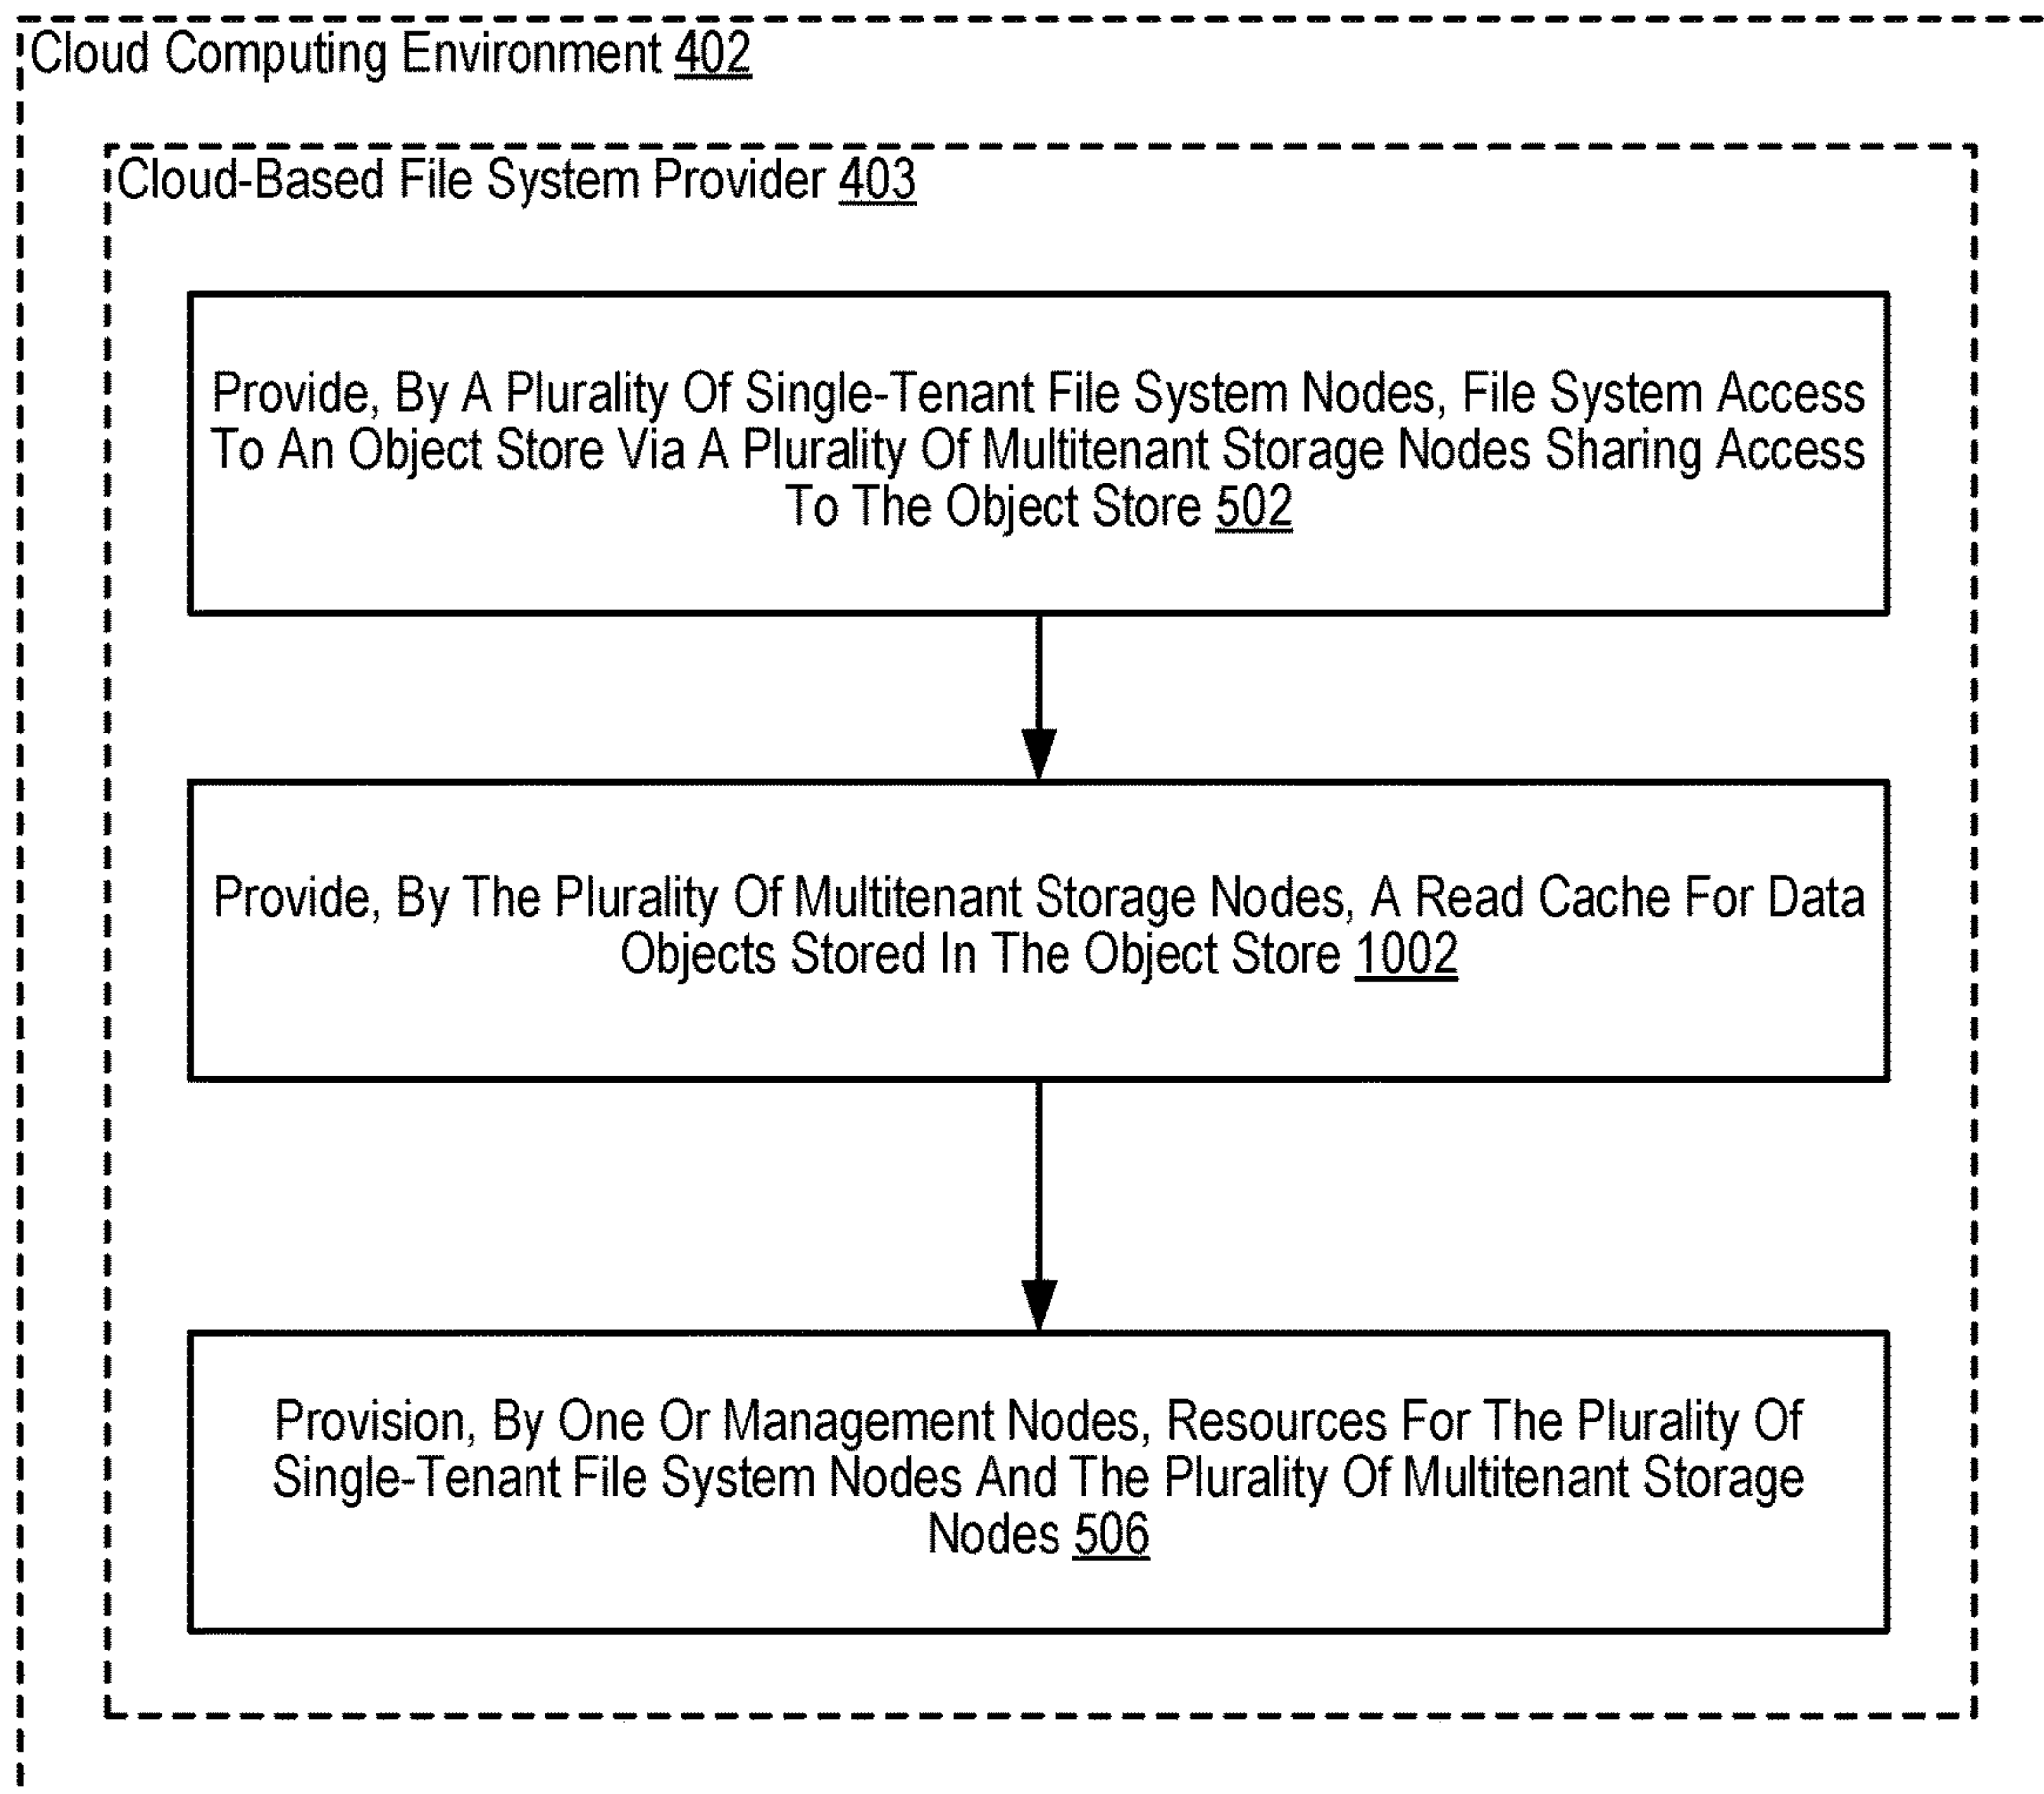 Cloud Computing Environment 402
Cloud-Based File System Provider 403
Provide, By A Plurality Of Single-Tenant File System Nodes, File System Access
To An Object Store Via A Plurality Of Multitenant Storage Nodes Sharing Access
To The Object Store 502
Provide, By The Plurality Of Multitenant Storage Nodes, A Read Cache For Data
Objects Stored In The Object Store 1002
Provision, By One Or Management Nodes, Resources For The Plurality Of
Single-Tenant File System Nodes And The Plurality Of Multitenant Storage
Nodes 506